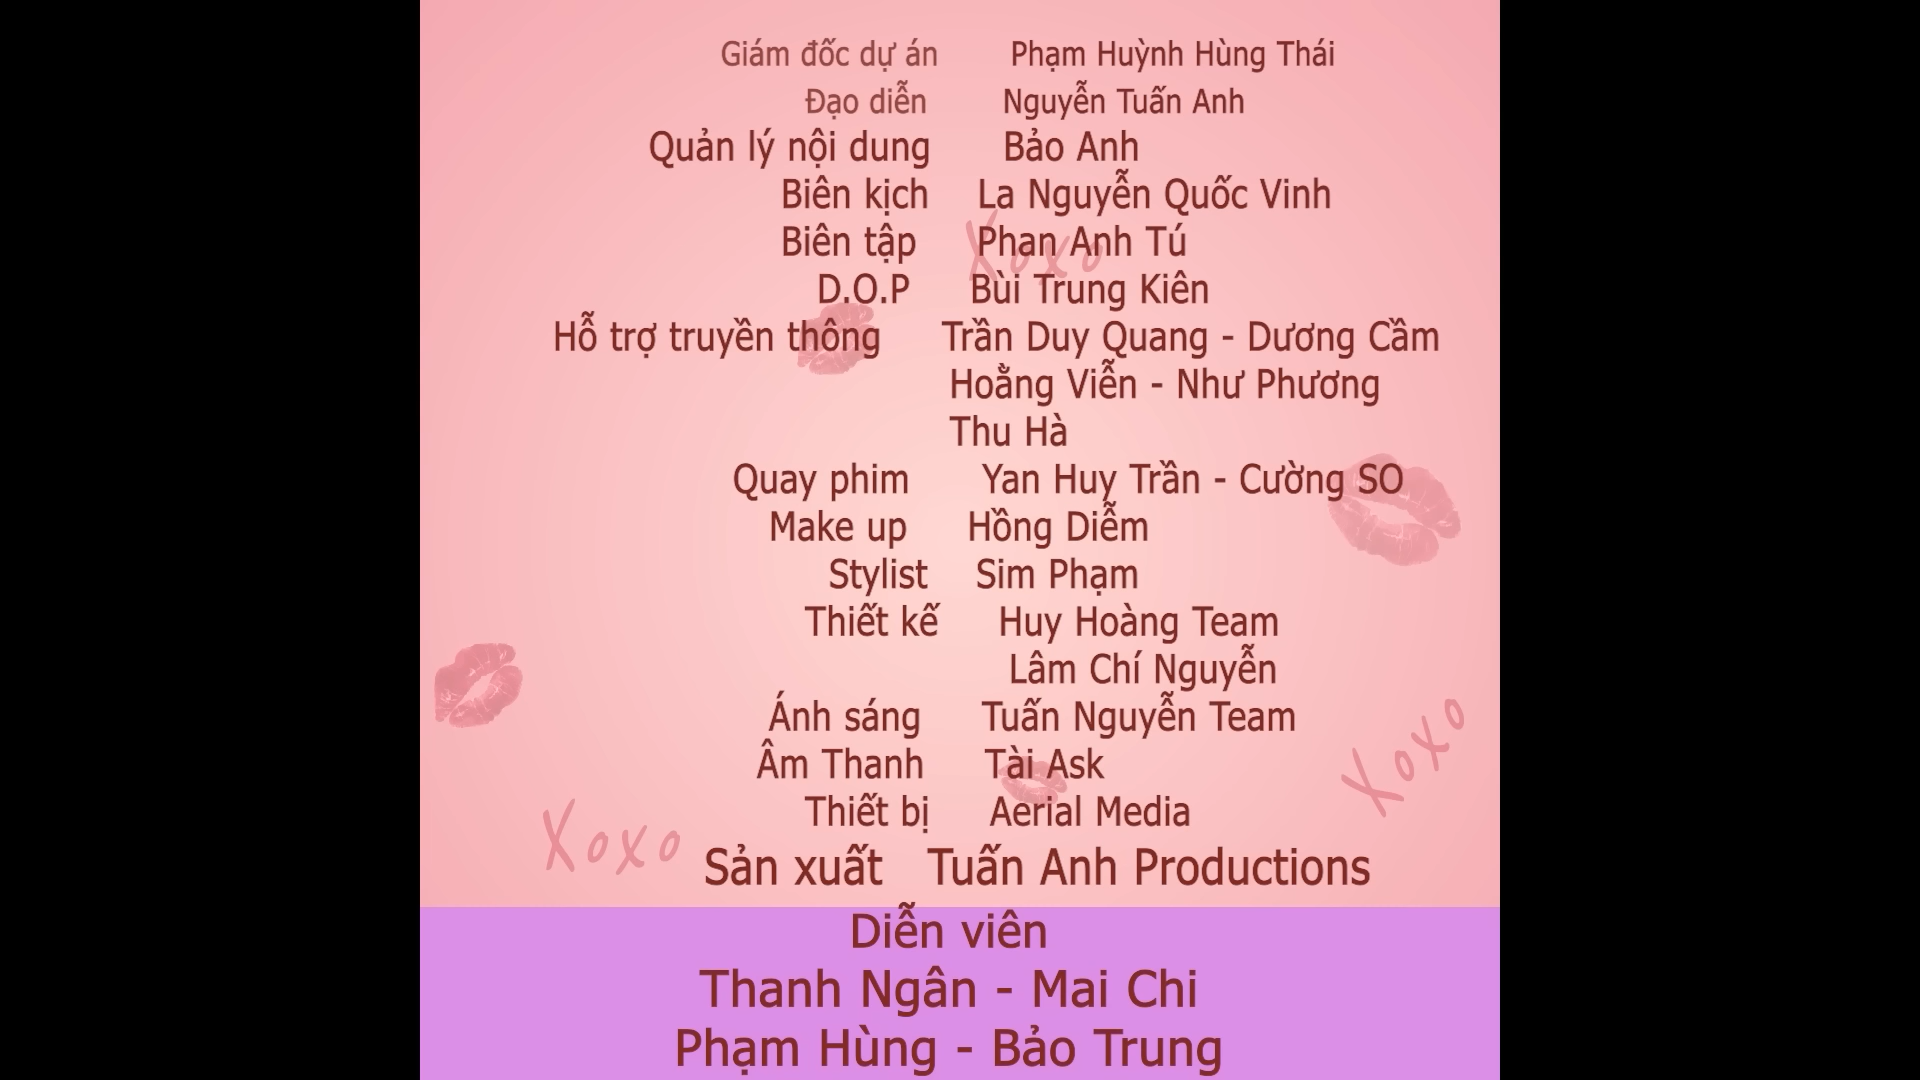 Giám đốc dự án Phạm Huỳnh Hùng Thái
Đạo diễn Nguyễn Tuấn Anh
Quản lý nội dung Bảo Anh
Biên kịch La Nguyễn Quốc Vinh
Biên tập Phan Anh Tú
Xoxo
D.O.P Bùi Trung Kiên
Hỗ trợ truyền thông Trần Duy Quang - Dương Cầm
Hoằng Viễn - Như Phương
Thu Hà
Quay phim Yan Huy Trần - Cường SO
Make up Hồng Diễm
Stylist Sim Phạm
Thiết kế Huy Hoàng Team
Lâm Chí Nguyễn
Ánh sáng Tuấn Nguyễn Team
Âm Thanh Tài Ask
Xoxo
Thiết bị Aerial Media
Xoxo
Sản xuất Tuấn Anh Productions
Diễn viên
Thanh Ngân - Mai Chi
Phạm Hùng - Bảo Trung